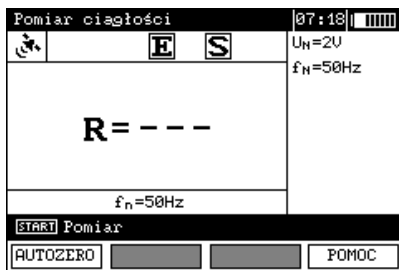 Pomiar ciągłości 07:18
E S
U_N=2V
f_N=50Hz
R=---
f_n=50Hz
START Pomiar
AUTOZERO POMOC